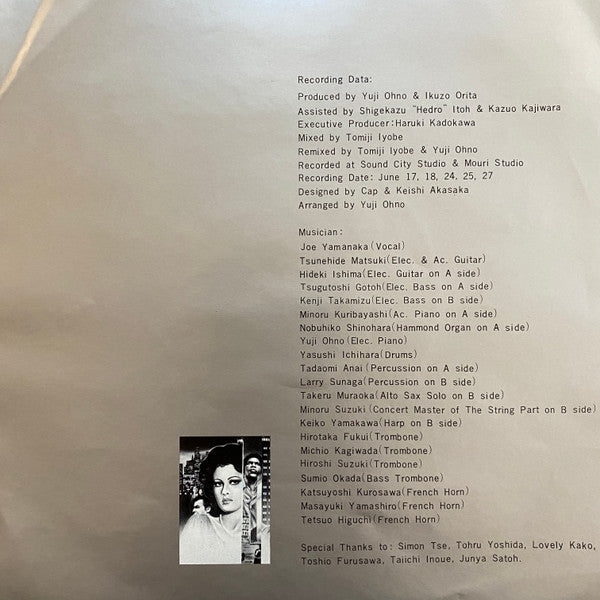 Recording Data:
Produced by Yuji Ohno & Ikuzo Orita
Assisted by Shigekazu "Hedro" Itoh & Kazuo Kajiwara
Executive Producer:Haruki Kadokawa
Mixed by Tomiji Iyobe
Remixed by Tomiji Iyobe & Yuji Ohno
Recorded at Sound City Studio & Mouri Studio
Recording Date: June 17, 18, 24, 25, 27
Designed by Cap & Keishi Akasaka
Arranged by Yuji Ohno
Musician:
Joe Yamanaka(Vocal)
Tsunehide Matsuki(Elec. & Ac. Guitar)
Hideki Ishima(Elec. Guitar on A side)
Tsugutoshi Gotoh(Elec. Bass on A side)
Kenji Takamizu(Elec. Bass on B side)
Minoru Kuribayashi(Ac. Piano on A side)
Nobuhiko Shinohara(Hammond Organ on A side)
Yuji Ohno(Elec. Piano)
Yasushi Ichihara(Drums)
Tadaomi Anai(Percussion on A side)
Larry Sunaga(Percussion on B side)
Takeru Muraoka(Alto Sax Solo on B side)
Minoru Suzuki(Concert Master of The String Part on B side)
Keiko Yamakawa(Harp on B side)
Hirotaka Fukui(Trombone)
Michio Kagiwada(Trombone)
Hiroshi Suzuki(Trombone)
Sumio Okada(Bass Trombone)
Katsuyoshi Kurosawa(French Horn)
Masayuki Yamashiro(French Horn)
Tetsuo Higuchi(French Horn)
Special Thanks to: Simon Tse, Tohru Yoshida, Lovely Kako,
Toshio Furusawa, Taiichi Inoue, Junya Satoh.